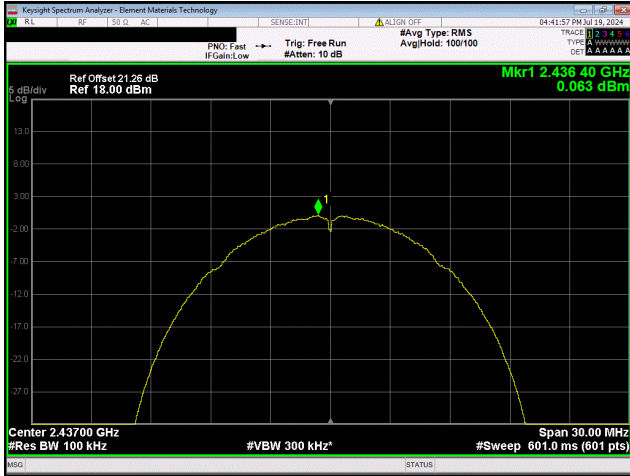 Keysight Spectrum Analyzer - Element Materials Technology
LXI RL RF 50 Ω AC SENSE:INT ALIGN OFF 04:41:57 PM Jul 19, 2024
#Avg Type: RMS TRACE 1 2 3 4 5 6
PNO: Fast Trig: Free Run Avg|Hold: 100/100 TYPE A WWWWW
IFGain:Low #Atten: 10 dB DET A A A A A A
Mkr1 2.436 40 GHz
Ref Offset 21.26 dB
5 dB/div Ref 18.00 dBm 0.063 dBm
Log
13.0
8.00
3.00
1
-2.00
-7.00
-12.0
-17.0
-22.0
-27.0
Center 2.43700 GHz Span 30.00 MHz
#Res BW 100 kHz #VBW 300 kHz* #Sweep 601.0 ms (601 pts)
MSG STATUS